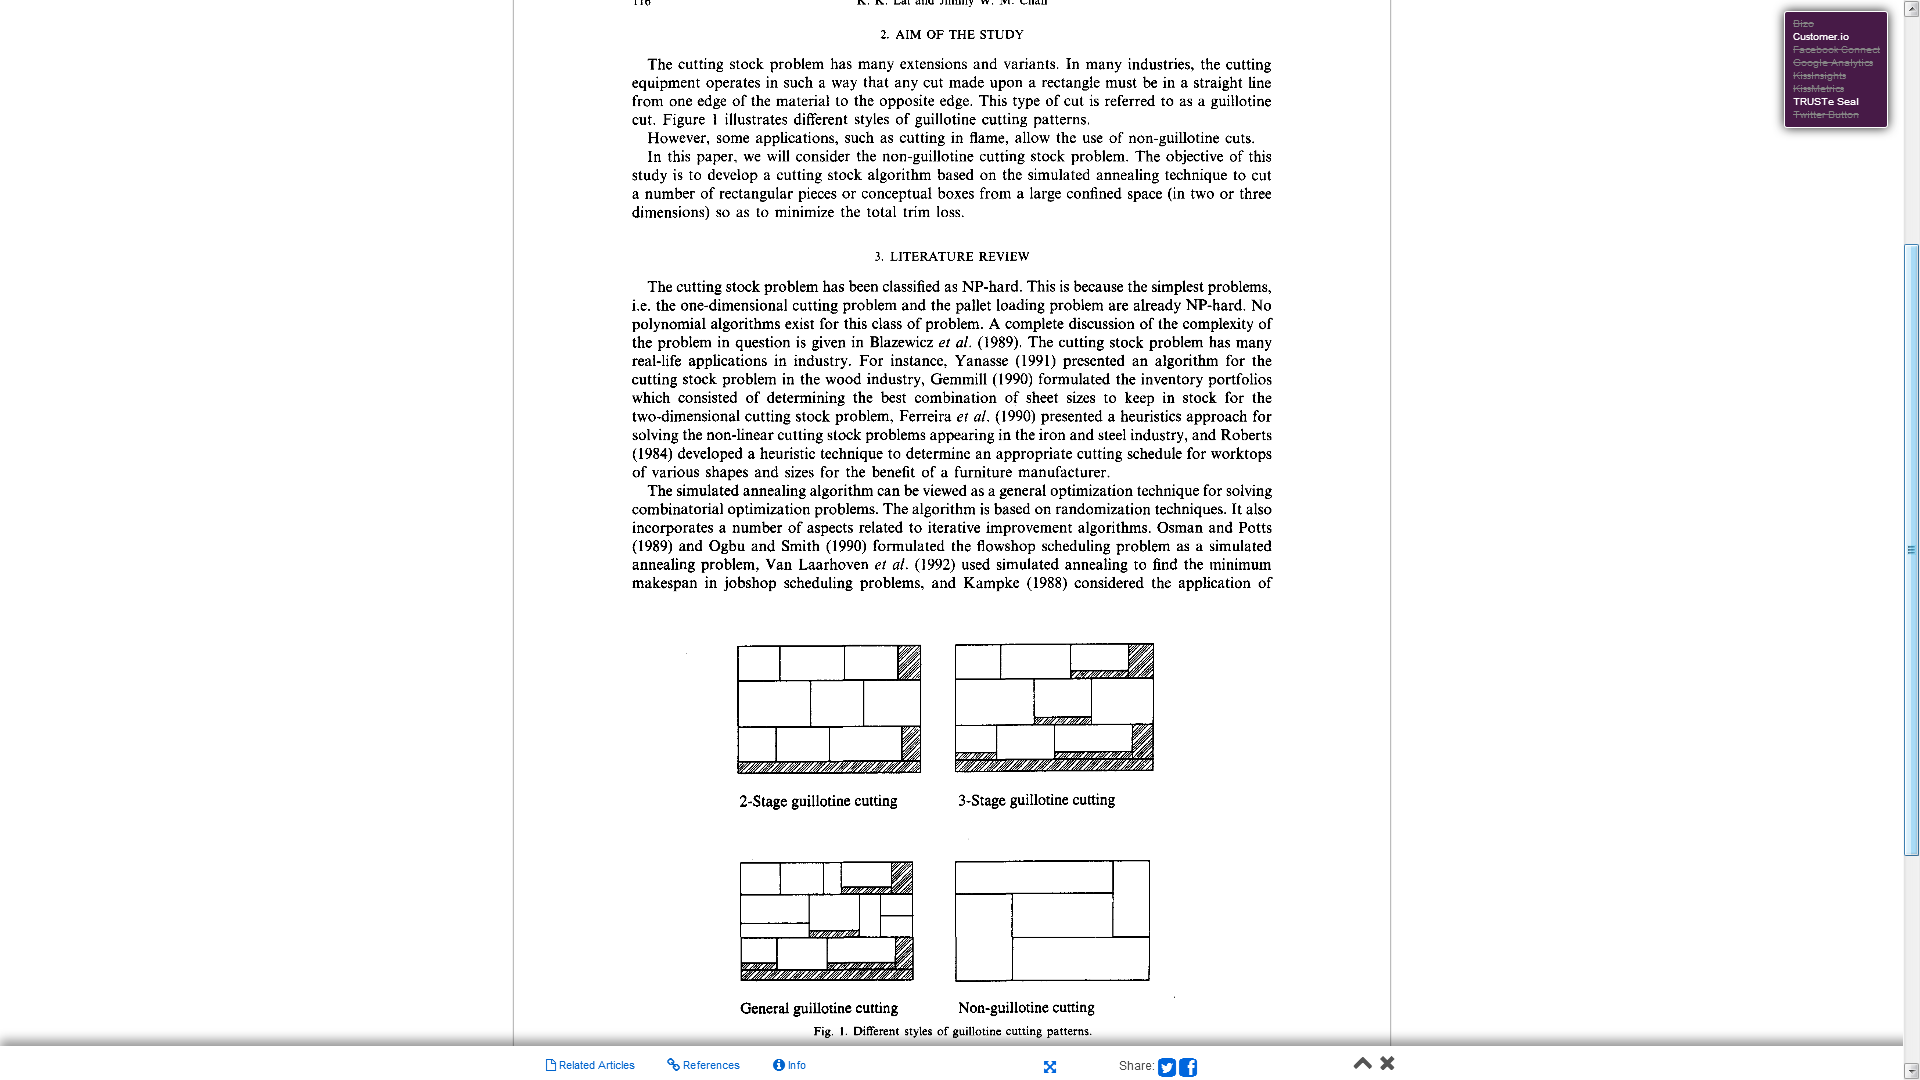 116
K. K. Lai and Jimmy W. M. Chan
2. AIM OF THE STUDY
The cutting stock problem has many extensions and variants. In many industries, the cutting
equipment operates in such a way that any cut made upon a rectangle must be in a straight line
from one edge of the material to the opposite edge. This type of cut is referred to as a guillotine
cut. Figure 1 illustrates different styles of guillotine cutting patterns.
However, some applications, such as cutting in flame, allow the use of non-guillotine cuts.
In this paper, we will consider the non-guillotine cutting stock problem. The objective of this
study is to develop a cutting stock algorithm based on the simulated annealing technique to cut
a number of rectangular pieces or conceptual boxes from a large confined space (in two or three
dimensions) so as to minimize the total trim loss.
3. LITERATURE REVIEW
The cutting stock problem has been classified as NP-hard. This is because the simplest problems,
i.e. the one-dimensional cutting problem and the pallet loading problem are already NP-hard. No
polynomial algorithms exist for this class of problem. A complete discussion of the complexity of
the problem in question is given in Blazewicz et al. (1989). The cutting stock problem has many
real-life applications in industry. For instance, Yanasse (1991) presented an algorithm for the
cutting stock problem in the wood industry, Gemmill (1990) formulated the inventory portfolios
which consisted of determining the best combination of sheet sizes to keep in stock for the
two-dimensional cutting stock problem, Ferreira et al. (1990) presented a heuristics approach for
solving the non-linear cutting stock problems appearing in the iron and steel industry, and Roberts
(1984) developed a heuristic technique to determine an appropriate cutting schedule for worktops
of various shapes and sizes for the benefit of a furniture manufacturer.
The simulated annealing algorithm can be viewed as a general optimization technique for solving
combinatorial optimization problems. The algorithm is based on randomization techniques. It also
incorporates a number of aspects related to iterative improvement algorithms. Osman and Potts
(1989) and Ogbu and Smith (1990) formulated the flowshop scheduling problem as a simulated
annealing problem, Van Laarhoven et al. (1992) used simulated annealing to find the minimum
makespan in jobshop scheduling problems, and Kampke (1988) considered the application of
2-Stage guillotine cutting
3-Stage guillotine cutting
General guillotine cutting
Non-guillotine cutting
Fig. 1. Different styles of guillotine cutting patterns.
Bizo
Customer.io
Facebook Connect
Google Analytics
KissInsights
KissMetrics
TRUSTe Seal
Twitter Button
Related Articles
References
Info
Share: